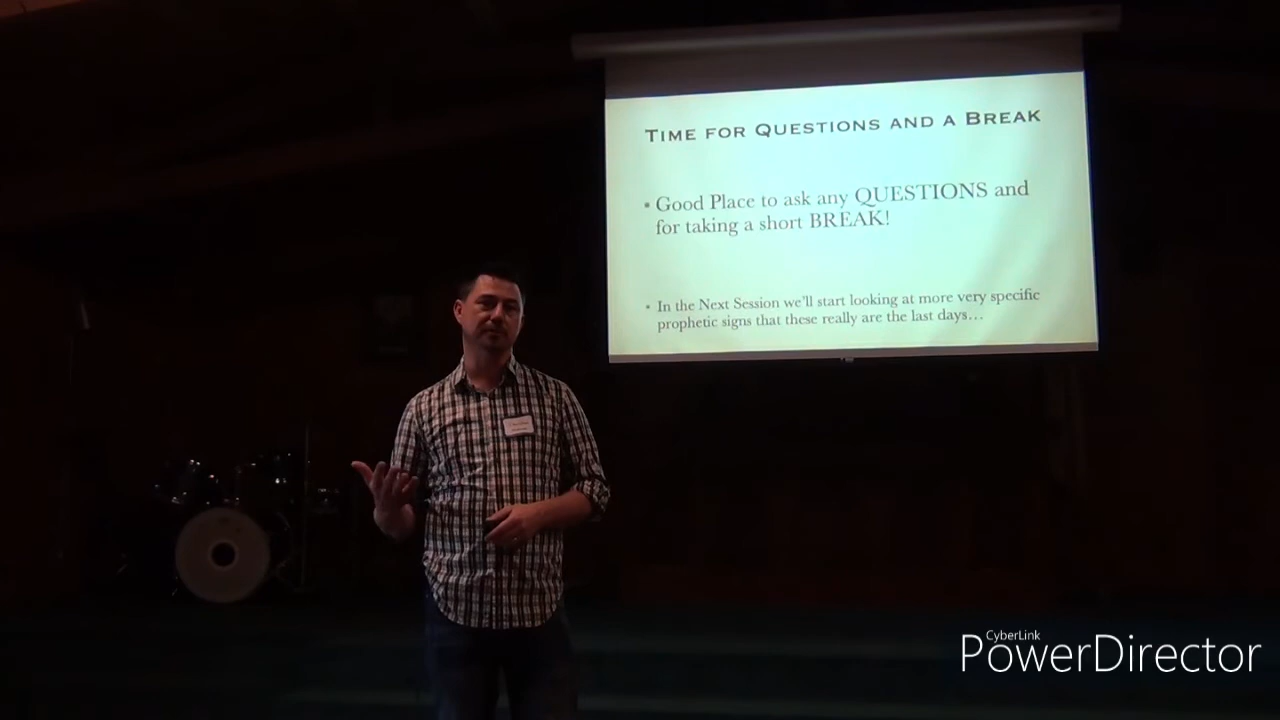 Time for Questions and a Break
• Good Place to ask any QUESTIONS and
for taking a short BREAK!
• In the Next Session we'll start looking at more very specific
prophetic signs that these really are the last days…
CyberLink
PowerDirector